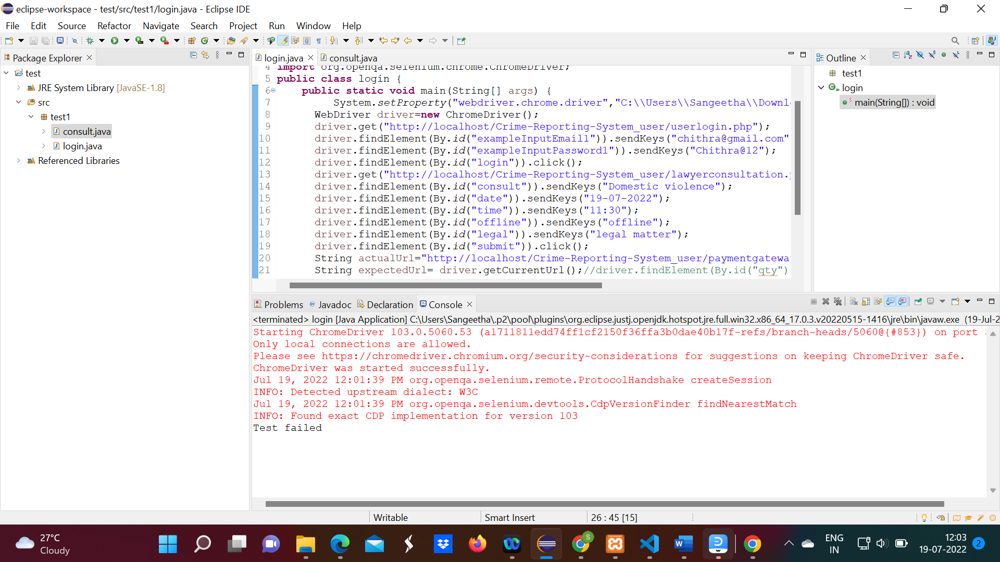 eclipse-workspace - test/src/test1/login.java - Eclipse IDE
File Edit Source Refactor Navigate Search Project Run Window Help
Package Explorer
test
JRE System Library [JavaSE-1.8]
src
test1
consult.java
login.java
Referenced Libraries
login.java consult.java
4 import org.openqa.selenium.chrome.ChromeDriver;
5 public class login {
6 public static void main(String[] args) {
7 System.setProperty("webdriver.chrome.driver","C:\\Users\\Sangeetha\\Downl
8 WebDriver driver=new ChromeDriver();
9 driver.get("http://localhost/Crime-Reporting-System_user/userlogin.php");
10 driver.findElement(By.id("exampleInputEmail1")).sendKeys("chithra@gmail.com"
11 driver.findElement(By.id("exampleInputPassword1")).sendKeys("Chithra@12");
12 driver.findElement(By.id("login")).click();
13 driver.get("http://localhost/Crime-Reporting-System_user/lawyerconsultation.
14 driver.findElement(By.id("consult")).sendKeys("Domestic violence");
15 driver.findElement(By.id("date")).sendKeys("19-07-2022");
16 driver.findElement(By.id("time")).sendKeys("11:30");
17 driver.findElement(By.id("offline")).sendKeys("offline");
18 driver.findElement(By.id("legal")).sendKeys("legal matter");
19 driver.findElement(By.id("submit")).click();
20 String actualUrl="http://localhost/Crime-Reporting-System_user/paymentgateway
21 String expectedUrl= driver.getCurrentUrl();//driver.findElement(By.id("qty")
Outline
test1
login
main(String[]) : void
Problems @ Javadoc Declaration Console
<terminated> login [Java Application] C:\Users\Sangeetha\.p2\pool\plugins\org.eclipse.justj.openjdk.hotspot.jre.full.win32.x86_64_17.0.3.v20220515-1416\jre\bin\javaw.exe (19-Jul-2
Starting ChromeDriver 103.0.5060.53 (a1711811edd74ff1cf2150f36ffa3b0dae40b17f-refs/branch-heads/5060@{#853}) on port
Only local connections are allowed.
Please see https://chromedriver.chromium.org/security-considerations for suggestions on keeping ChromeDriver safe.
ChromeDriver was started successfully.
Jul 19, 2022 12:01:39 PM org.openqa.selenium.remote.ProtocolHandshake createSession
INFO: Detected upstream dialect: W3C
Jul 19, 2022 12:01:39 PM org.openqa.selenium.devtools.CdpVersionFinder findNearestMatch
INFO: Found exact CDP implementation for version 103
Test failed
Writable Smart Insert 26 : 45 [15]
27°C
Cloudy
ENG
IN
12:03
19-07-2022
2